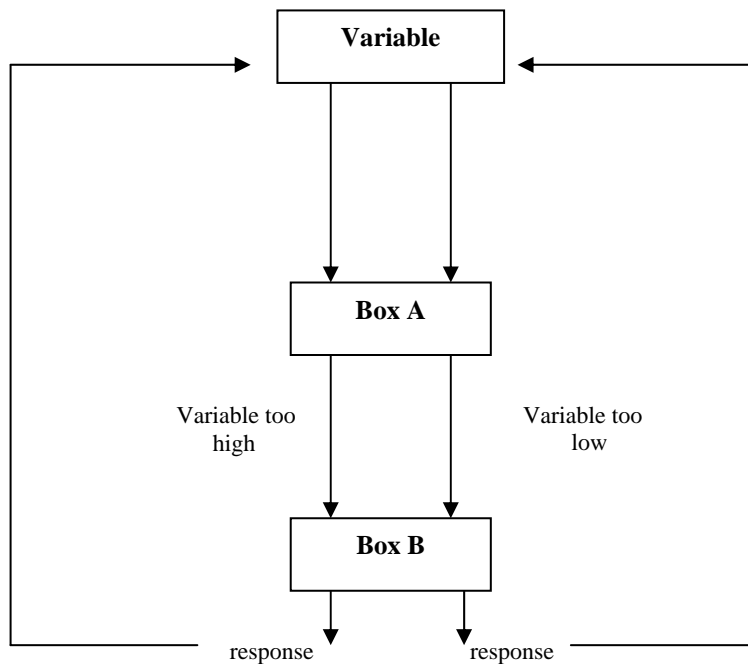 Variable
Box A
Variable too
high
Variable too
low
Box B
response
response